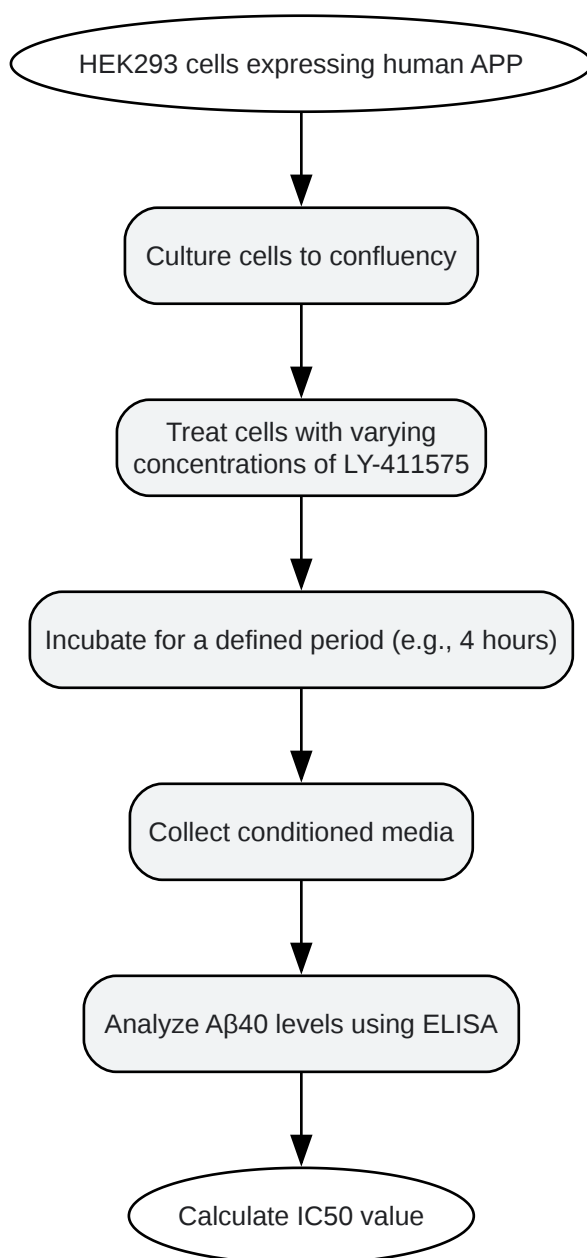 HEK293 cells expressing human APP
Culture cells to confluency
Treat cells with varying
concentrations of LY-411575
Incubate for a defined period (e.g., 4 hours)
Collect conditioned media
Analyze Aβ40 levels using ELISA
Calculate IC50 value